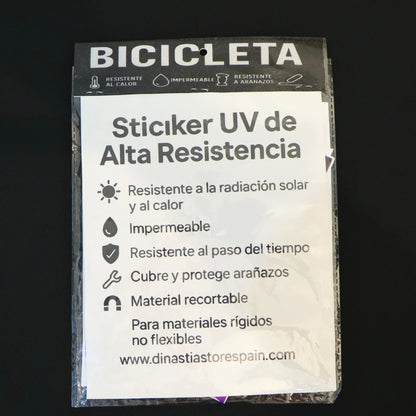 BICICLETA
RESISTENTE AL CALOR
IMPERMEABLE
RESISTENTE A ARAÑAZOS
Sticıker UV de
Alta Resistencia
Resistente a la radiación solar
y al calor
Impermeable
Resistente al paso del tiempo
Cubre y protege arañazos
Material recortable
Para materiales rígidos
no flexibles
www.dinastiastorespain.com